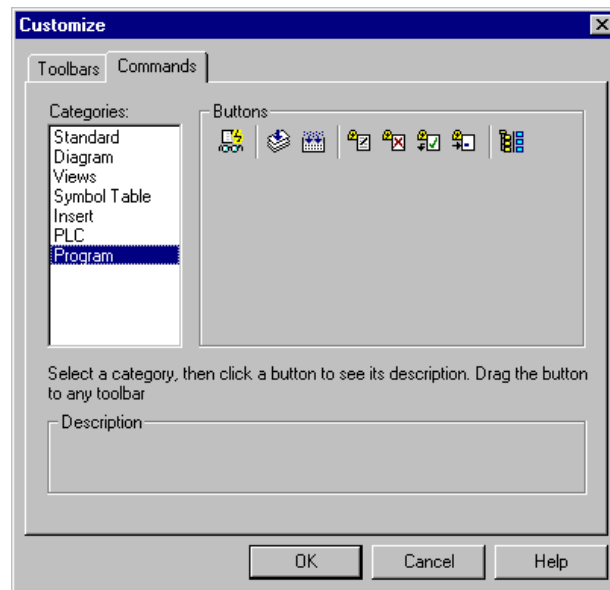 Customize
Toolbars
Commands
Categories:
Standard
Diagram
Views
Symbol Table
Insert
PLC
Program
Buttons
Select a category, then click a button to see its description. Drag the button
to any toolbar
Description
OK
Cancel
Help